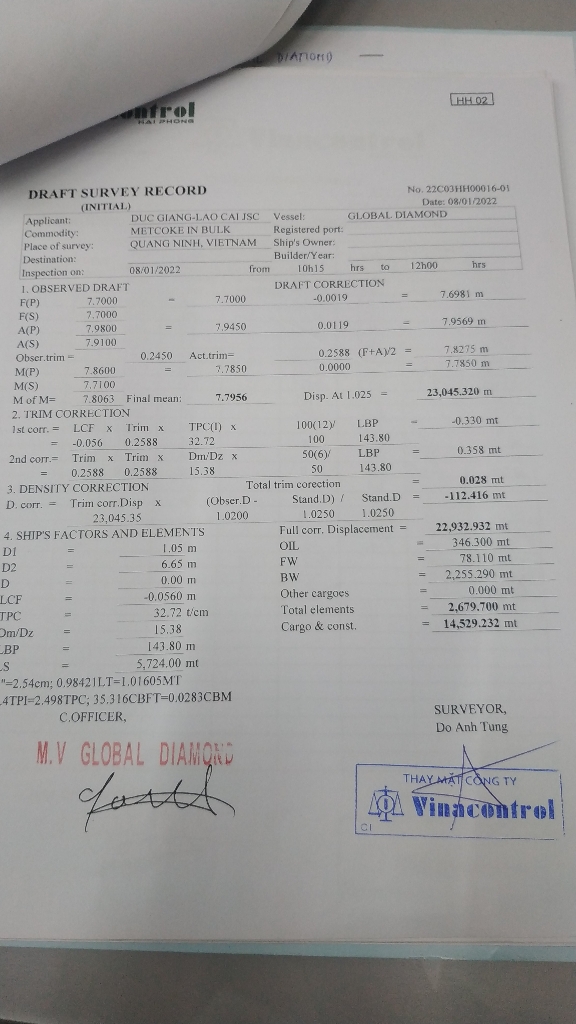 DIAMOND
ntrol
HAI PHONG
HH 02
DRAFT SURVEY RECORD
(INITIAL)
No. 22C03HH00016-01
Date: 08/01/2022
Applicant: DUC GIANG-LAO CAI JSC Vessel: GLOBAL DIAMOND
Commodity: METCOKE IN BULK Registered port:
Place of survey: QUANG NINH, VIETNAM Ship's Owner:
Destination: Builder/Year:
Inspection on: 08/01/2022 from 10h15 hrs to 12h00 hrs
1. OBSERVED DRAFT DRAFT CORRECTION
F(P) 7.7000 = 7.7000 -0.0019 = 7.6981 m
F(S) 7.7000
A(P) 7.9800 = 7.9450 0.0119 = 7.9569 m
A(S) 7.9100
Obser.trim = 0.2450 Act.trim= 0.2588 (F+A)/2 = 7.8275 m
M(P) 7.8600 = 7.7850 0.0000 = 7.7850 m
M(S) 7.7100
M of M= 7.8063 Final mean: 7.7956 Disp. At 1.025 = 23,045.320 m
2. TRIM CORRECTION
1st corr. = LCF x Trim x TPC(I) x 100(12)/ LBP = -0.330 mt
= -0.056 0.2588 32.72 100 143.80
2nd corr.= Trim x Trim x Dm/Dz x 50(6)/ LBP = 0.358 mt
= 0.2588 0.2588 15.38 50 143.80
3. DENSITY CORRECTION Total trim corection = 0.028 mt
D. corr. = Trim corr.Disp x (Obser.D - Stand.D) / Stand.D = -112.416 mt
23,045.35 1.0200 1.0250 1.0250
4. SHIP'S FACTORS AND ELEMENTS Full corr. Displacement = 22,932.932 mt
D1 = 1.05 m OIL = 346.300 mt
D2 = 6.65 m FW = 78.110 mt
D = 0.00 m BW = 2,255.290 mt
LCF = -0.0560 m Other cargoes = 0.000 mt
TPC = 32.72 t/cm Total elements = 2,679.700 mt
Dm/Dz = 15.38 Cargo & const. = 14,529.232 mt
LBP = 143.80 m
LS = 5,724.00 mt
"=2.54cm; 0.98421LT=1.01605MT
.4TPI=2.498TPC; 35.316CBFT=0.0283CBM
C.OFFICER, SURVEYOR,
Do Anh Tung
M.V GLOBAL DIAMOND
THAY MẶT CÔNG TY
Vinacontrol
CI